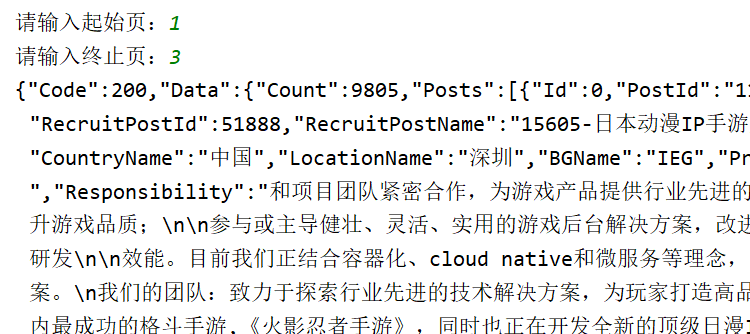 请输入起始页：1
请输入终止页：3
{"Code":200,"Data":{"Count":9805,"Posts":[{"Id":0,"PostId":"11
"RecruitPostId":51888,"RecruitPostName":"15605-日本动漫IP手游
"CountryName":"中国","LocationName":"深圳","BGName":"IEG","Pr
","Responsibility":"和项目团队紧密合作，为游戏产品提供行业先进的
升游戏品质；\n\n参与或主导健壮、灵活、实用的游戏后台解决方案，改进
研发\n\n效能。目前我们正结合容器化、cloud native和微服务等理念，
案。\n我们的团队：致力于探索行业先进的技术解决方案，为玩家打造高品
内最成功的格斗手游,《火影忍者手游》，同时也正在开发全新的顶级日漫